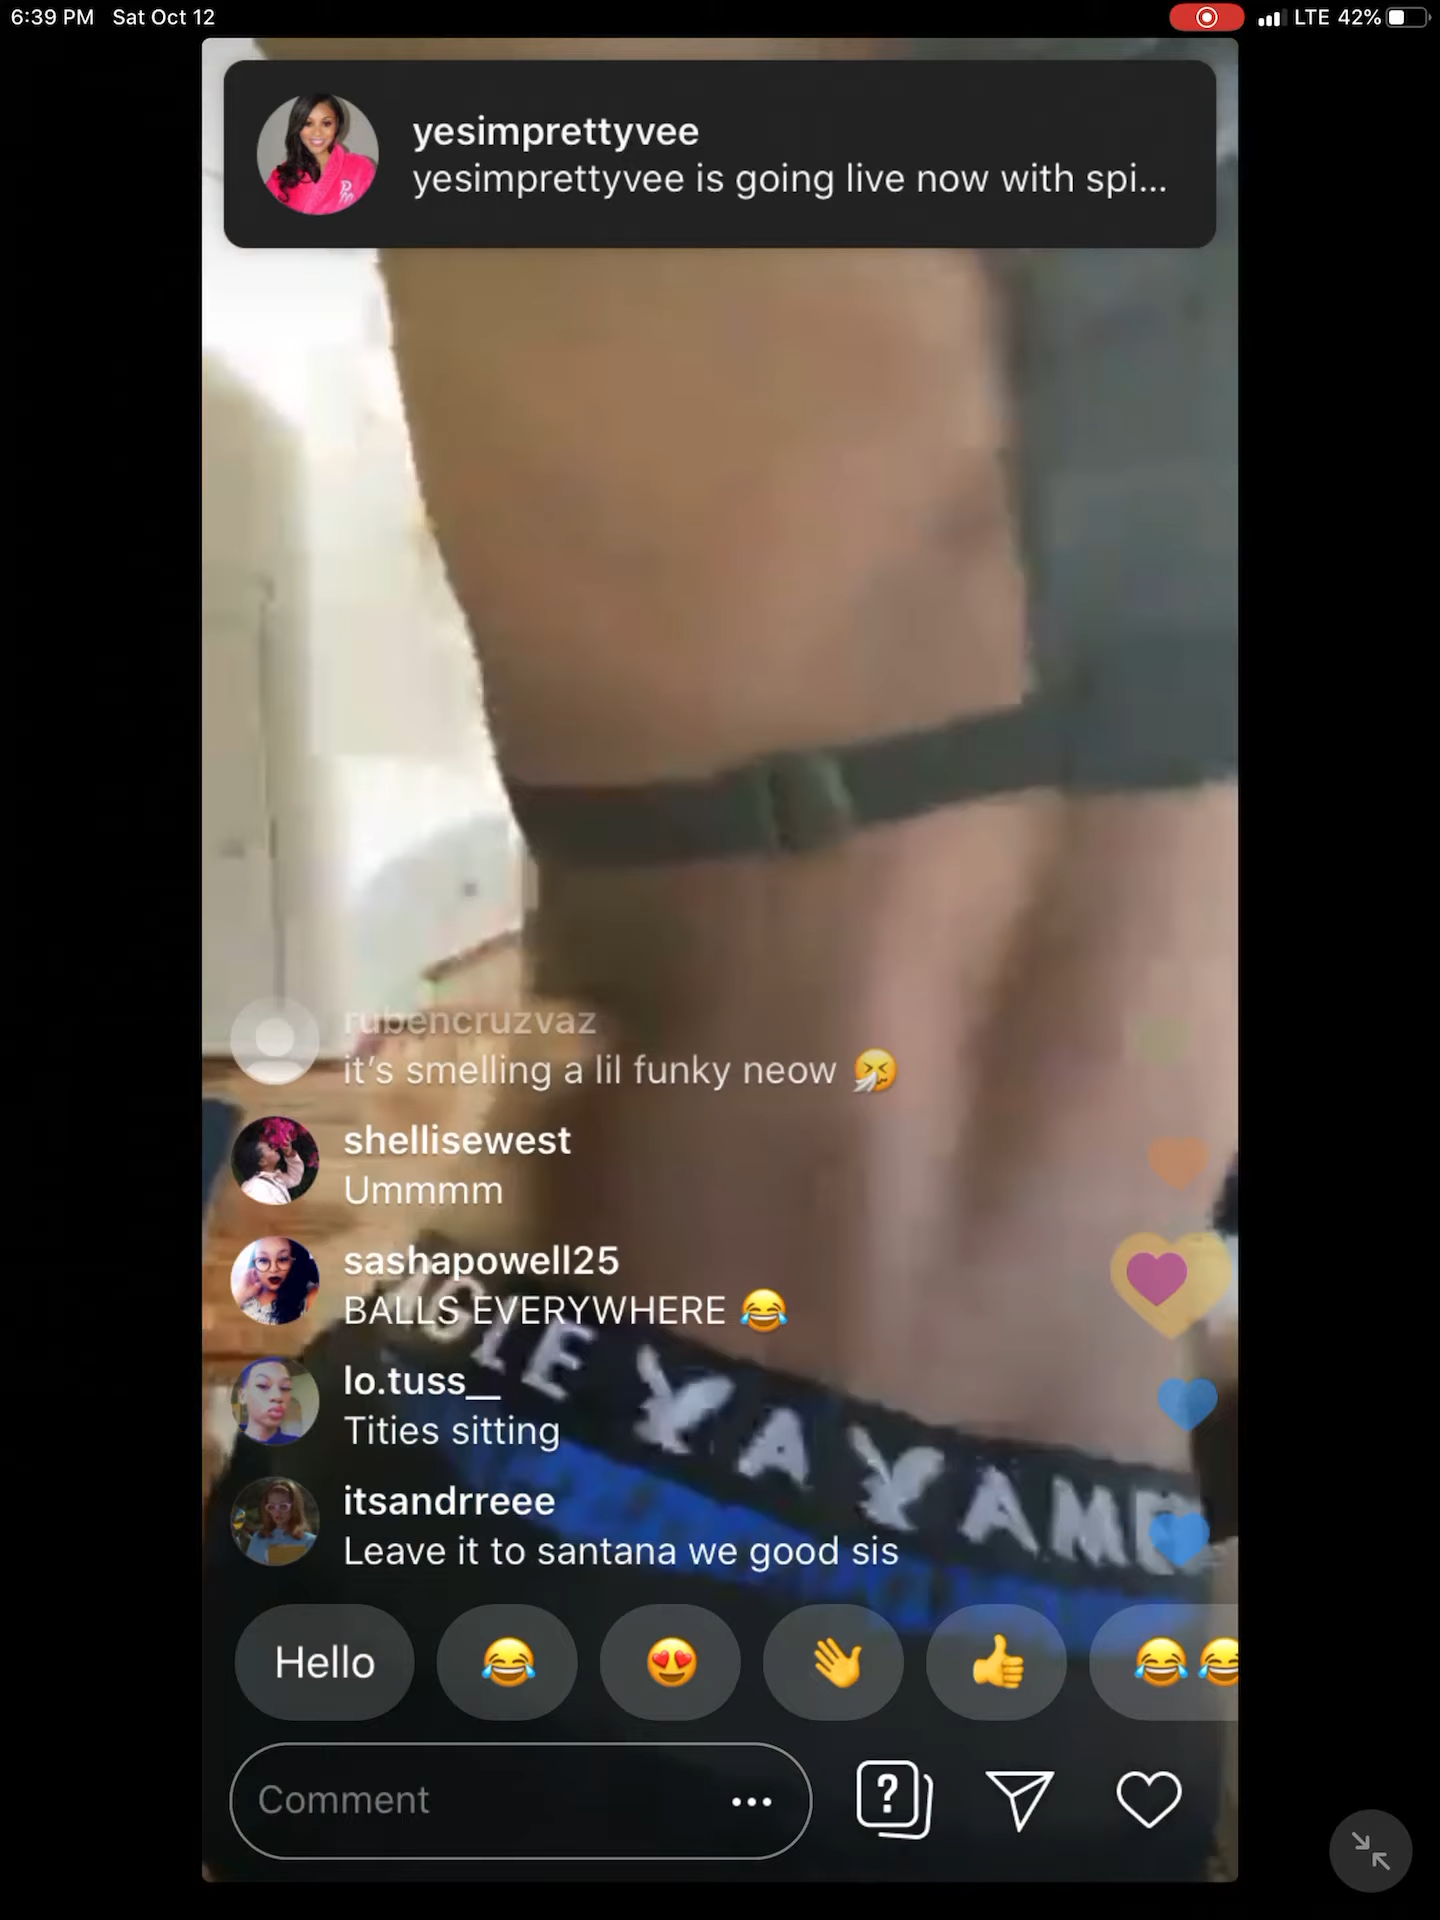 6:39 PM Sat Oct 12
LTE 42%
yesimprettyvee
yesimprettyvee is going live now with spi...
rubencruzvaz
it’s smelling a lil funky neow 🤧
shellisewest
Ummmm
sashapowell25
BALLS EVERYWHERE 😂
lo.tuss__
Tities sitting
itsandrreee
Leave it to santana we good sis
Hello 😂 😍 👋 👍 😂😂
Comment